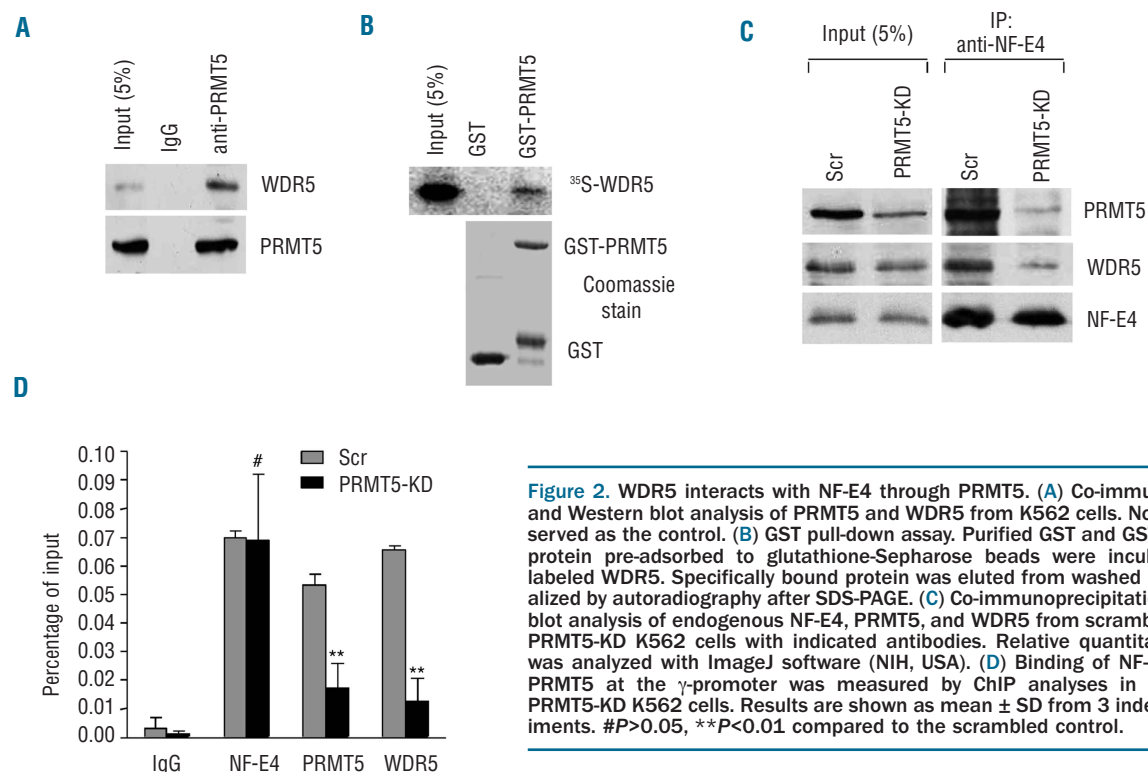 A
Input (5%)
IgG
anti-PRMT5
WDR5
PRMT5
B
Input (5%)
GST
GST-PRMT5
³⁵S-WDR5
GST-PRMT5
Coomassie
stain
GST
C
Input (5%)
IP:
anti-NF-E4
Scr
PRMT5-KD
Scr
PRMT5-KD
PRMT5
WDR5
NF-E4
D
Percentage of input
0.10
0.09
0.08
0.07
0.06
0.05
0.04
0.03
0.02
0.01
0.00
#
**
**
Scr
PRMT5-KD
IgG
NF-E4
PRMT5
WDR5
Figure 2. WDR5 interacts with NF-E4 through PRMT5. (A) Co-immu
and Western blot analysis of PRMT5 and WDR5 from K562 cells. No
served as the control. (B) GST pull-down assay. Purified GST and GS
protein pre-adsorbed to glutathione-Sepharose beads were incul
labeled WDR5. Specifically bound protein was eluted from washed
alized by autoradiography after SDS-PAGE. (C) Co-immunoprecipitatio
blot analysis of endogenous NF-E4, PRMT5, and WDR5 from scramb
PRMT5-KD K562 cells with indicated antibodies. Relative quantita
was analyzed with ImageJ software (NIH, USA). (D) Binding of NF-
PRMT5 at the γ-promoter was measured by ChIP analyses in
PRMT5-KD K562 cells. Results are shown as mean ± SD from 3 inde
iments. #P>0.05, **P<0.01 compared to the scrambled control.